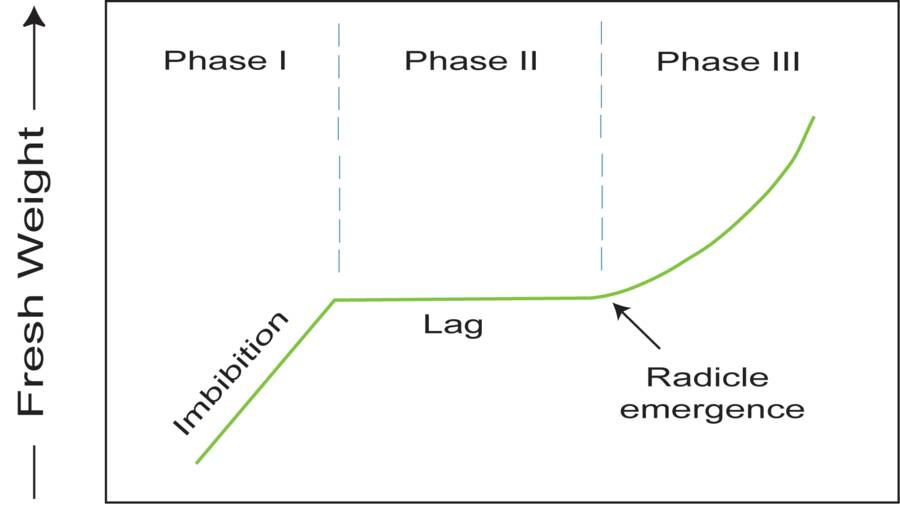 Fresh Weight
Phase I
Phase II
Phase III
Imbibition
Lag
Radicle
emergence